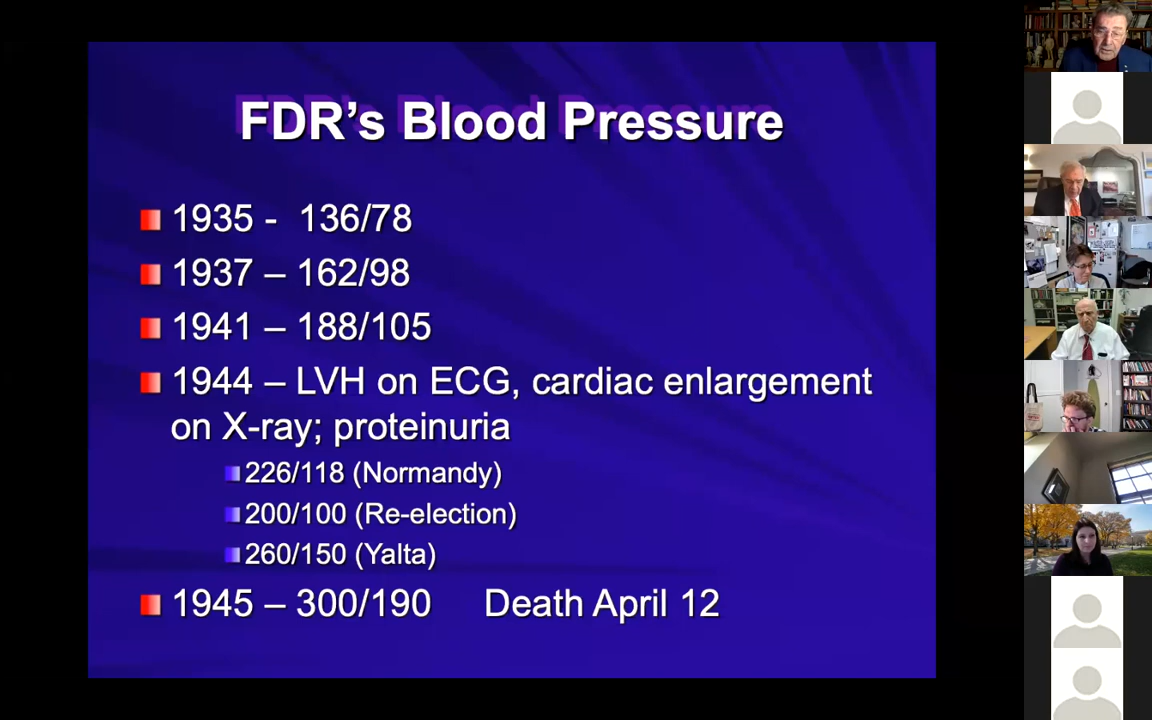 FDR's Blood Pressure
1935 - 136/78
1937 – 162/98
1941 – 188/105
1944 – LVH on ECG, cardiac enlargement
on X-ray; proteinuria
226/118 (Normandy)
200/100 (Re-election)
260/150 (Yalta)
1945 – 300/190 Death April 12